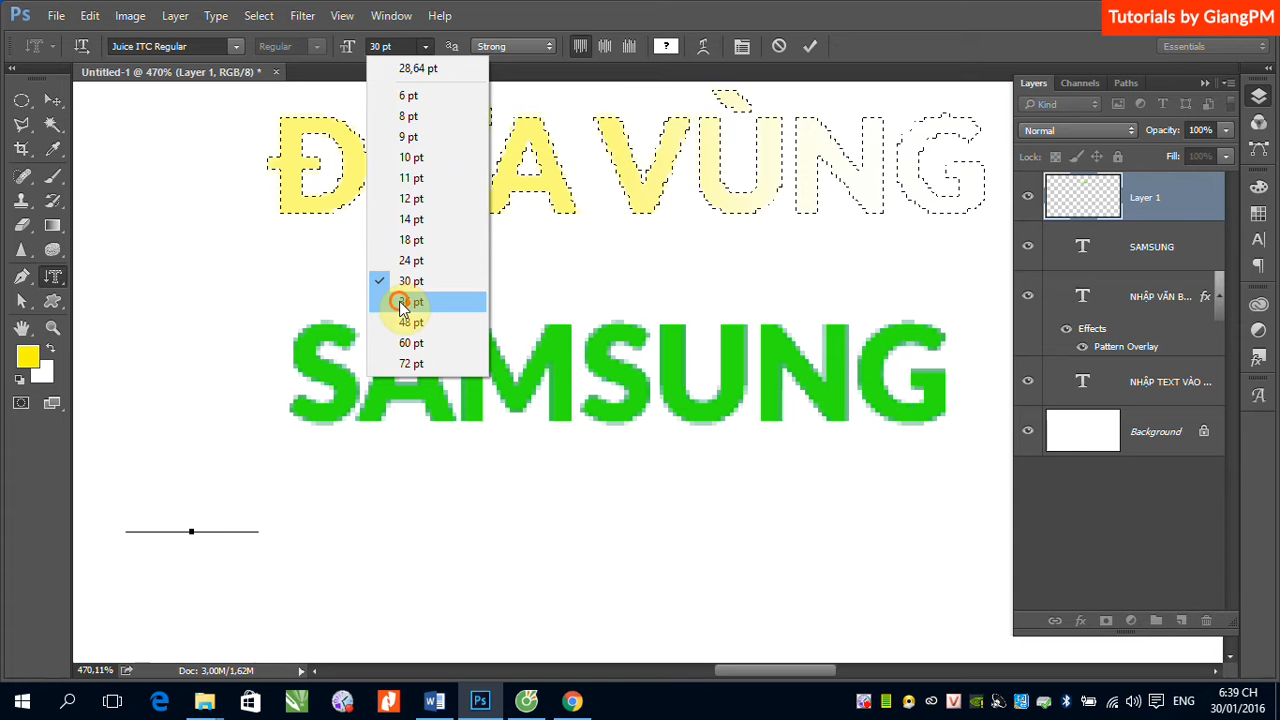 Ps File Edit Image Layer Type Select Filter View Window Help
Tutorials by GiangPM
Juice ITC Regular Regular 30 pt aa Strong ? Essentials
Untitled-1 @ 470% (Layer 1, RGB/8) *
28,64 pt
6 pt
8 pt
9 pt
10 pt
11 pt
12 pt
14 pt
18 pt
24 pt
30 pt
pt
48 pt
60 pt
72 pt
VÙNG
SAMSUNG
Layers Channels Paths
Kind
Normal Opacity: 100%
Lock: Fill: 100%
Layer 1
SAMSUNG
NHẬP VĂN B... fx
Effects
Pattern Overlay
NHẬP TEXT VÀO ...
Background
470,11% Doc: 3,00M/1,62M
ENG
6:39 CH
30/01/2016